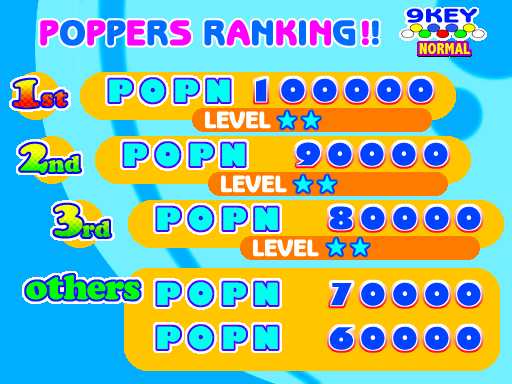 POPPERS RANKING!!
9KEY
NORMAL
1st POPN 100000
LEVEL ★★
2nd POPN 90000
LEVEL ★★
3rd POPN 80000
LEVEL ★★
others POPN 70000
POPN 60000